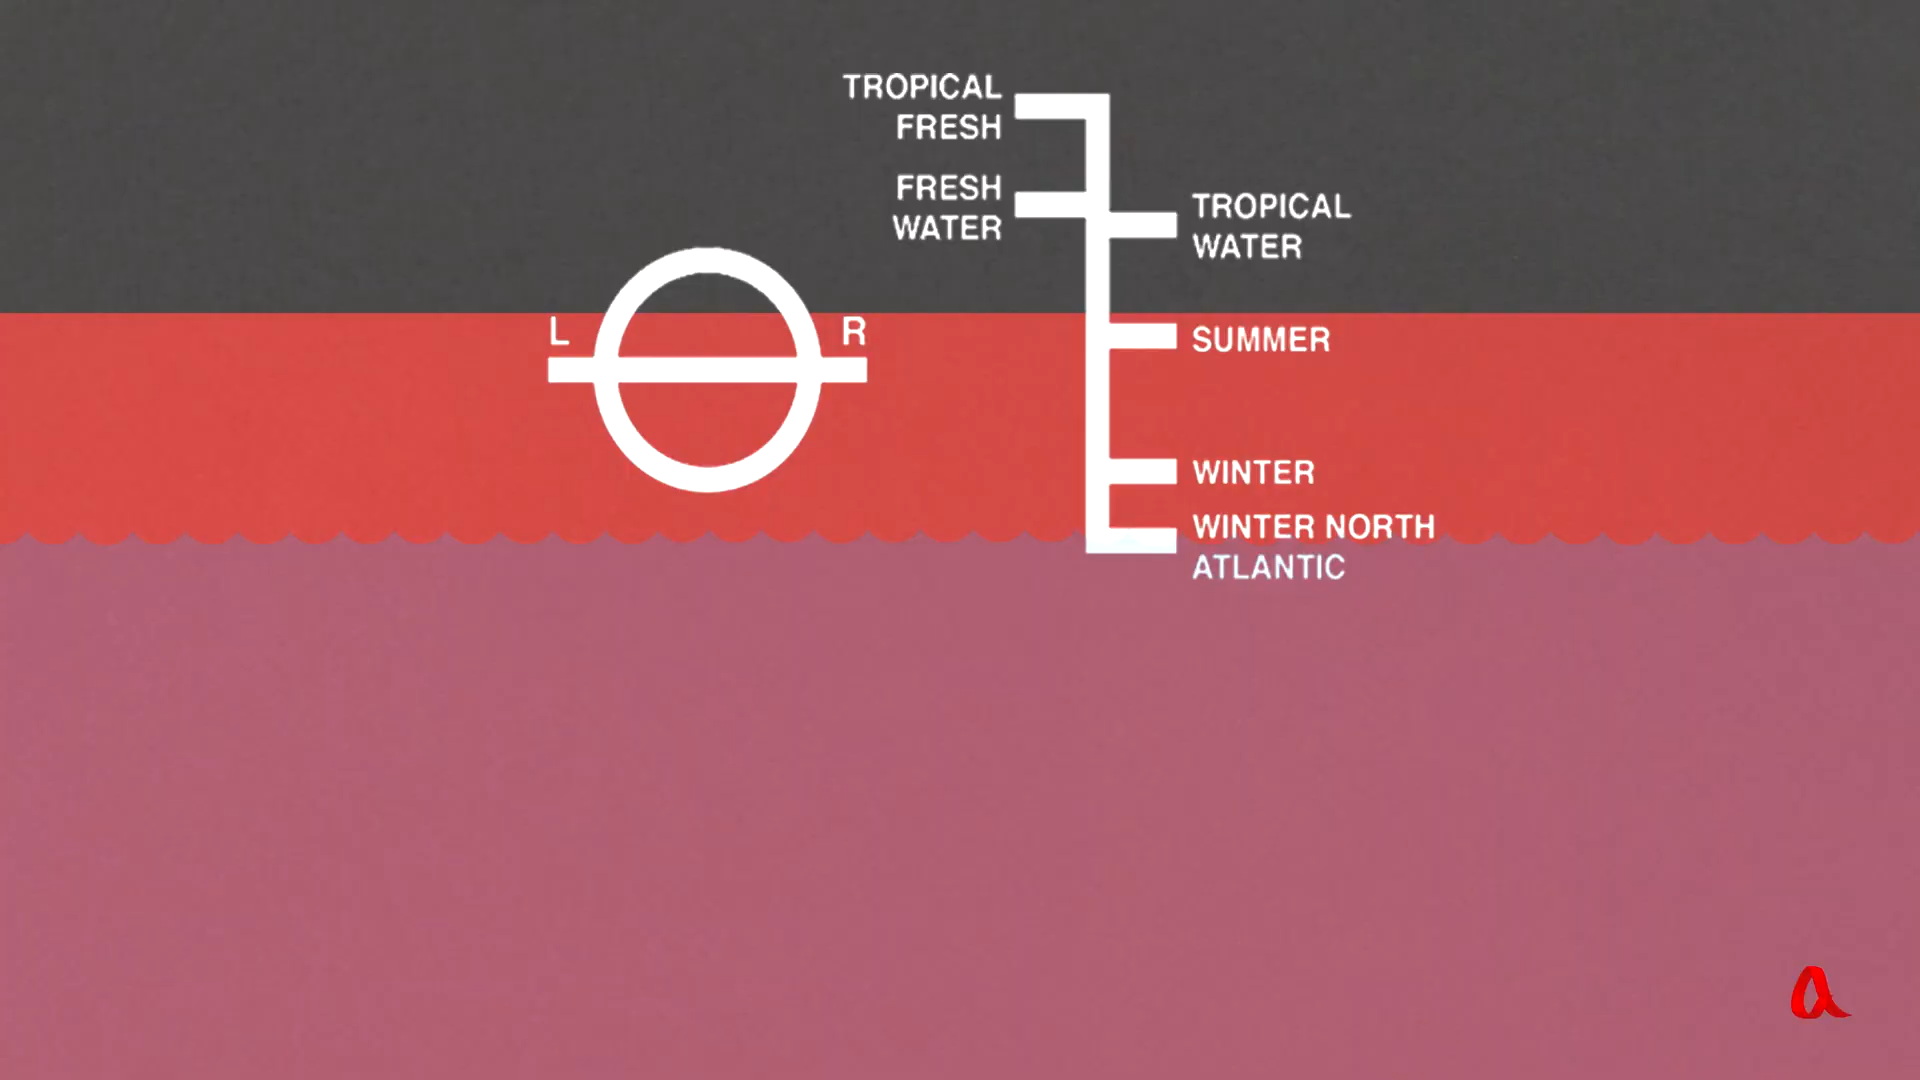 TROPICAL
FRESH
FRESH
WATER
TROPICAL
WATER
L
R
SUMMER
WINTER
WINTER NORTH
ATLANTIC
a